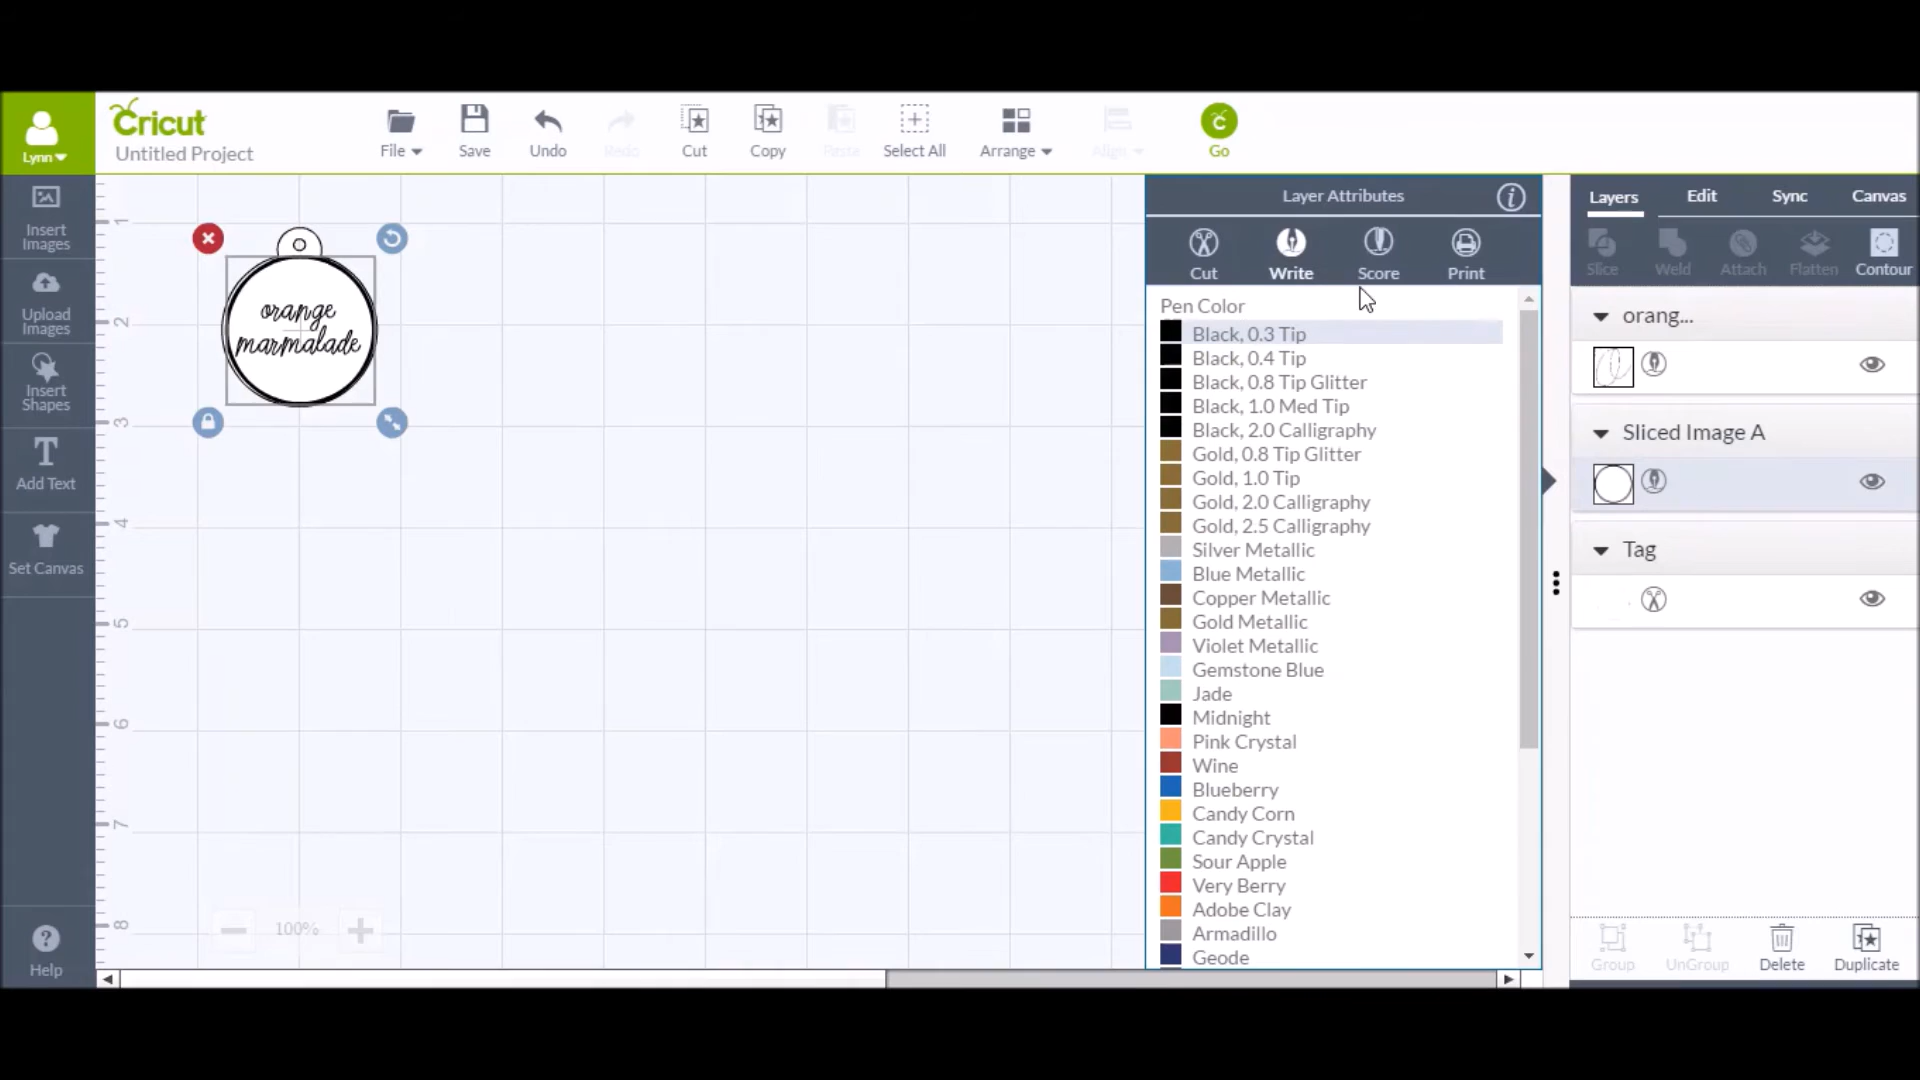 Lynn
Cricut
Untitled Project
File
Save
Undo
Redo
Cut
Copy
Paste
Select All
Arrange
Align
Go
Insert
Images
Upload
Images
Insert
Shapes
Add Text
Set Canvas
Help
1
2
3
4
5
6
7
8
orange
marmalade
100%
Layer Attributes
i
Cut
Write
Score
Print
Pen Color
Black, 0.3 Tip
Black, 0.4 Tip
Black, 0.8 Tip Glitter
Black, 1.0 Med Tip
Black, 2.0 Calligraphy
Gold, 0.8 Tip Glitter
Gold, 1.0 Tip
Gold, 2.0 Calligraphy
Gold, 2.5 Calligraphy
Silver Metallic
Blue Metallic
Copper Metallic
Gold Metallic
Violet Metallic
Gemstone Blue
Jade
Midnight
Pink Crystal
Wine
Blueberry
Candy Corn
Candy Crystal
Sour Apple
Very Berry
Adobe Clay
Armadillo
Geode
Layers
Edit
Sync
Canvas
Slice
Weld
Attach
Flatten
Contour
orang...
Sliced Image A
Tag
Group
UnGroup
Delete
Duplicate